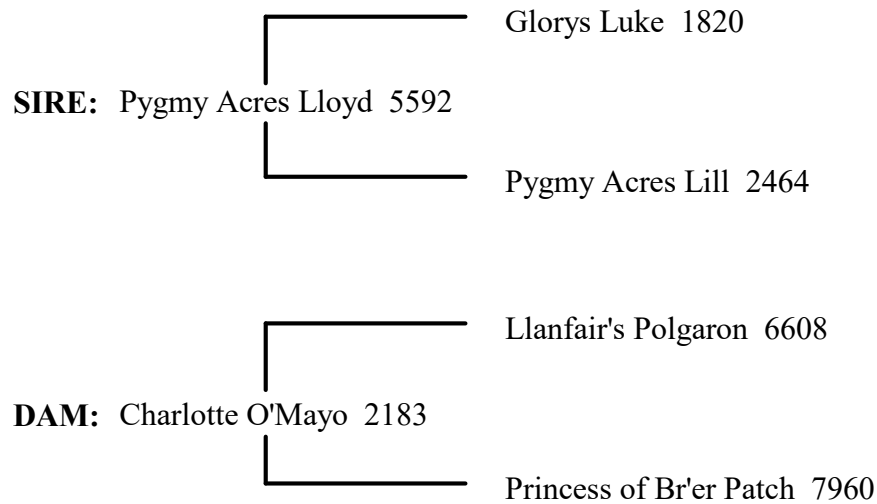 Glorys Luke 1820
SIRE: Pygmy Acres Lloyd 5592
Pygmy Acres Lill 2464
Llanfair's Polgaron 6608
DAM: Charlotte O'Mayo 2183
Princess of Br'er Patch 7960